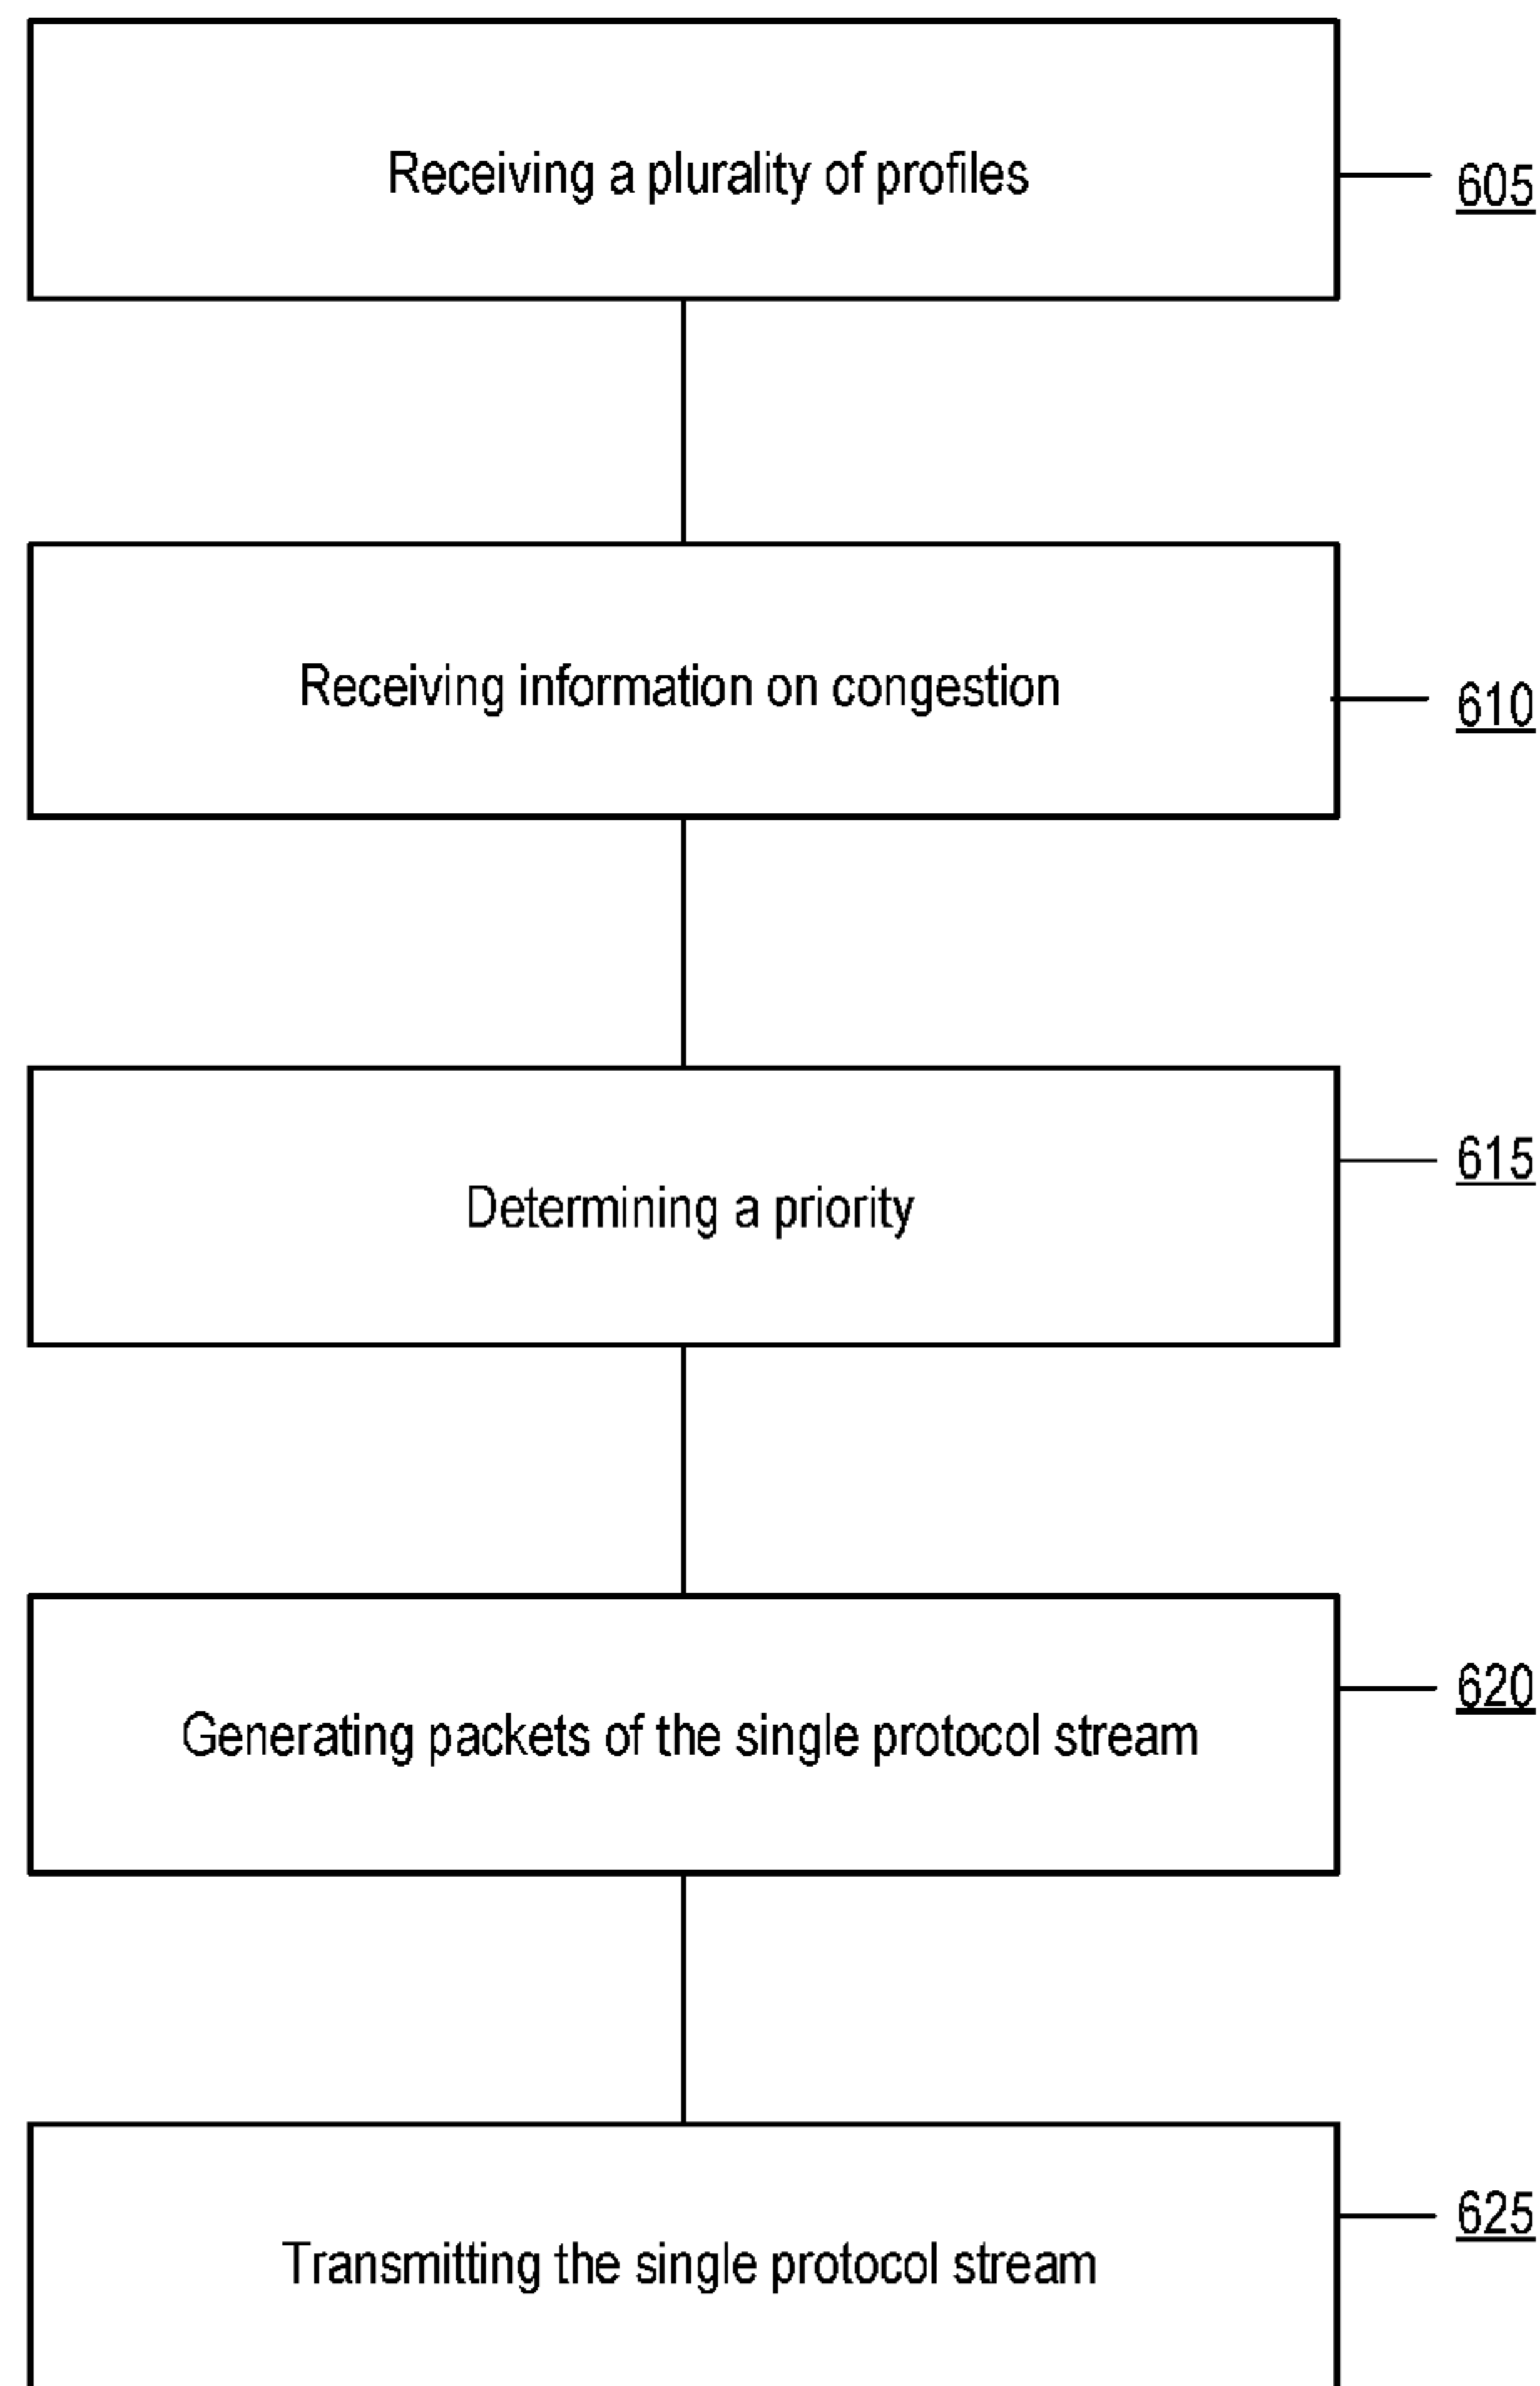 Receiving a plurality of profiles
605
Receiving information on congestion
610
Determining a priority
615
Generating packets of the single protocol stream
620
Transmitting the single protocol stream
625